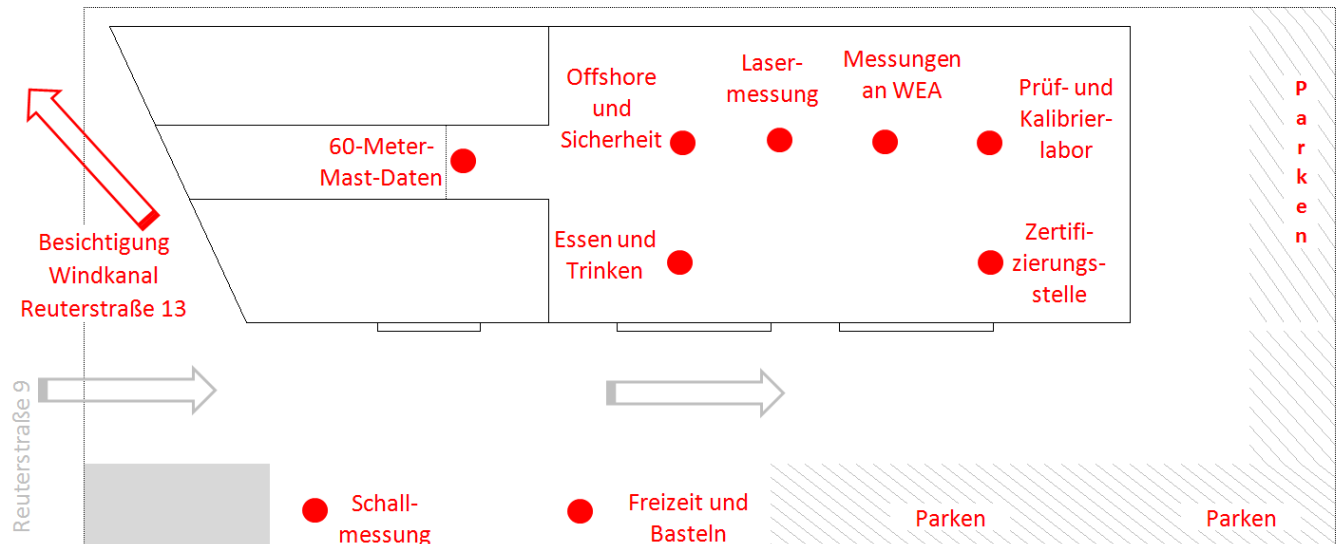 Offshore
und
Sicherheit
Laser-
messung
Messungen
an WEA
Prüf- und
Kalibrier-
labor
Parken
60-Meter-
Mast-Daten
Besichtigung
Windkanal
Reuterstraße 13
Essen und
Trinken
Zertifi-
zierungs-
stelle
Reuterstraße 9
Schall-
messung
Freizeit und
Basteln
Parken
Parken